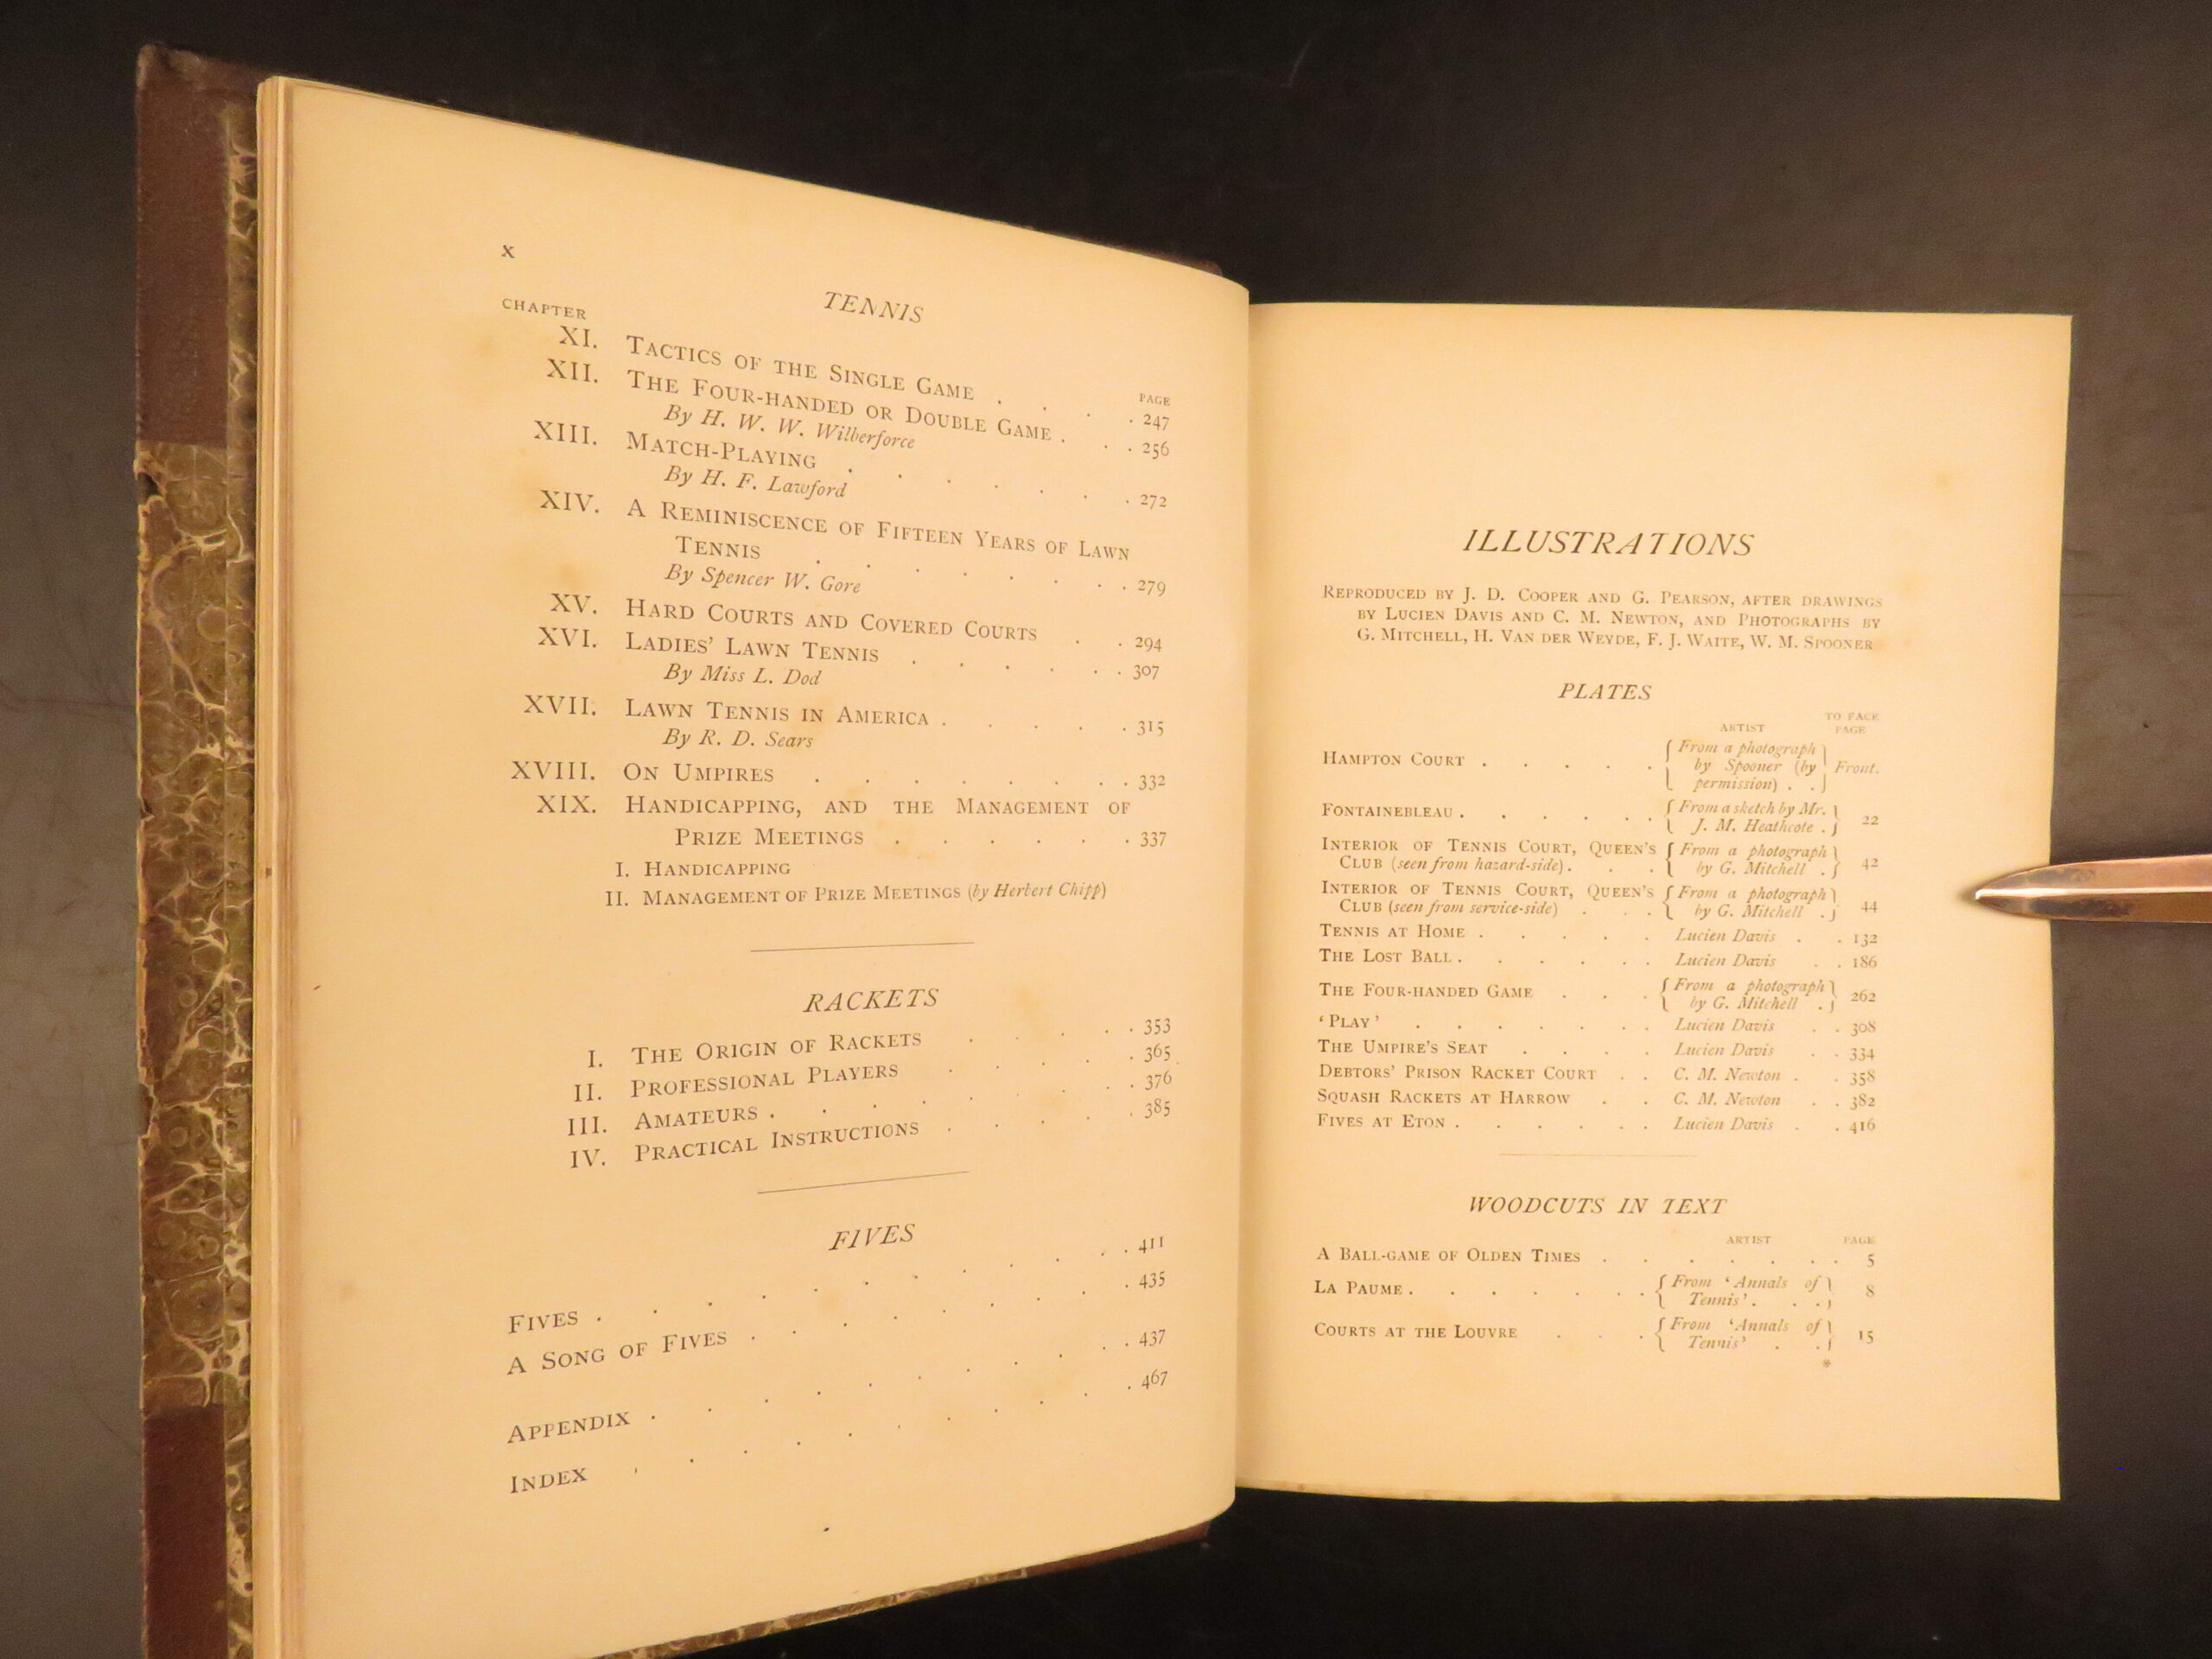 x
TENNIS
CHAPTER
PAGE
XI. TACTICS OF THE SINGLE GAME . . . . 247
XII. THE FOUR-HANDED OR DOUBLE GAME . . . 256
By H. W. W. Wilberforce
XIII. MATCH-PLAYING . . . . . . . 272
By H. F. Lawford
XIV. A REMINISCENCE OF FIFTEEN YEARS OF LAWN
TENNIS . . . . . . . . 279
By Spencer W. Gore
XV. HARD COURTS AND COVERED COURTS . . 294
XVI. LADIES' LAWN TENNIS . . . . . . 307
By Miss L. Dod
XVII. LAWN TENNIS IN AMERICA . . . . . . 315
By R. D. Sears
XVIII. ON UMPIRES . . . . . . . . 332
XIX. HANDICAPPING, AND THE MANAGEMENT OF
PRIZE MEETINGS . . . . . . 337
I. HANDICAPPING
II. MANAGEMENT OF PRIZE MEETINGS (by Herbert Chipp)
RACKETS
I. THE ORIGIN OF RACKETS . . . . . 353
II. PROFESSIONAL PLAYERS . . . . . 365
III. AMATEURS . . . . . . . . 376
IV. PRACTICAL INSTRUCTIONS . . . . . 385
FIVES
FIVES . . . . . . . . . . . 411
A SONG OF FIVES . . . . . . . . . 435
APPENDIX . . . . . . . . . . 437
INDEX . . . . . . . . . . 467
ILLUSTRATIONS
REPRODUCED BY J. D. COOPER AND G. PEARSON, AFTER DRAWINGS
BY LUCIEN DAVIS AND C. M. NEWTON, AND PHOTOGRAPHS BY
G. MITCHELL, H. VAN DER WEYDE, F. J. WAITE, W. M. SPOONER
PLATES
ARTIST TO FACE PAGE
HAMPTON COURT . . . . . { From a photograph by Spooner (by permission) . . } Front.
FONTAINEBLEAU . . . . . . { From a sketch by Mr. J. M. Heathcote . } 22
INTERIOR OF TENNIS COURT, QUEEN'S { From a photograph }
CLUB (seen from hazard-side) . . . { by G. Mitchell . } 42
INTERIOR OF TENNIS COURT, QUEEN'S { From a photograph }
CLUB (seen from service-side) . . . { by G. Mitchell . } 44
TENNIS AT HOME . . . . . Lucien Davis . . 132
THE LOST BALL . . . . . . Lucien Davis . . 186
THE FOUR-HANDED GAME . . . { From a photograph by G. Mitchell . } 262
'PLAY' . . . . . . . Lucien Davis . . 308
THE UMPIRE'S SEAT . . . . Lucien Davis . . 334
DEBTORS' PRISON RACKET COURT . . C. M. Newton . . 358
SQUASH RACKETS AT HARROW . . C. M. Newton . . 382
FIVES AT ETON . . . . . . Lucien Davis . . 416
WOODCUTS IN TEXT
ARTIST PAGE
A BALL-GAME OF OLDEN TIMES . . . . . . . 5
LA PAUME . . . . . . . { From 'Annals of Tennis' . . . } 8
COURTS AT THE LOUVRE . . . { From 'Annals of Tennis' . . } 15
*